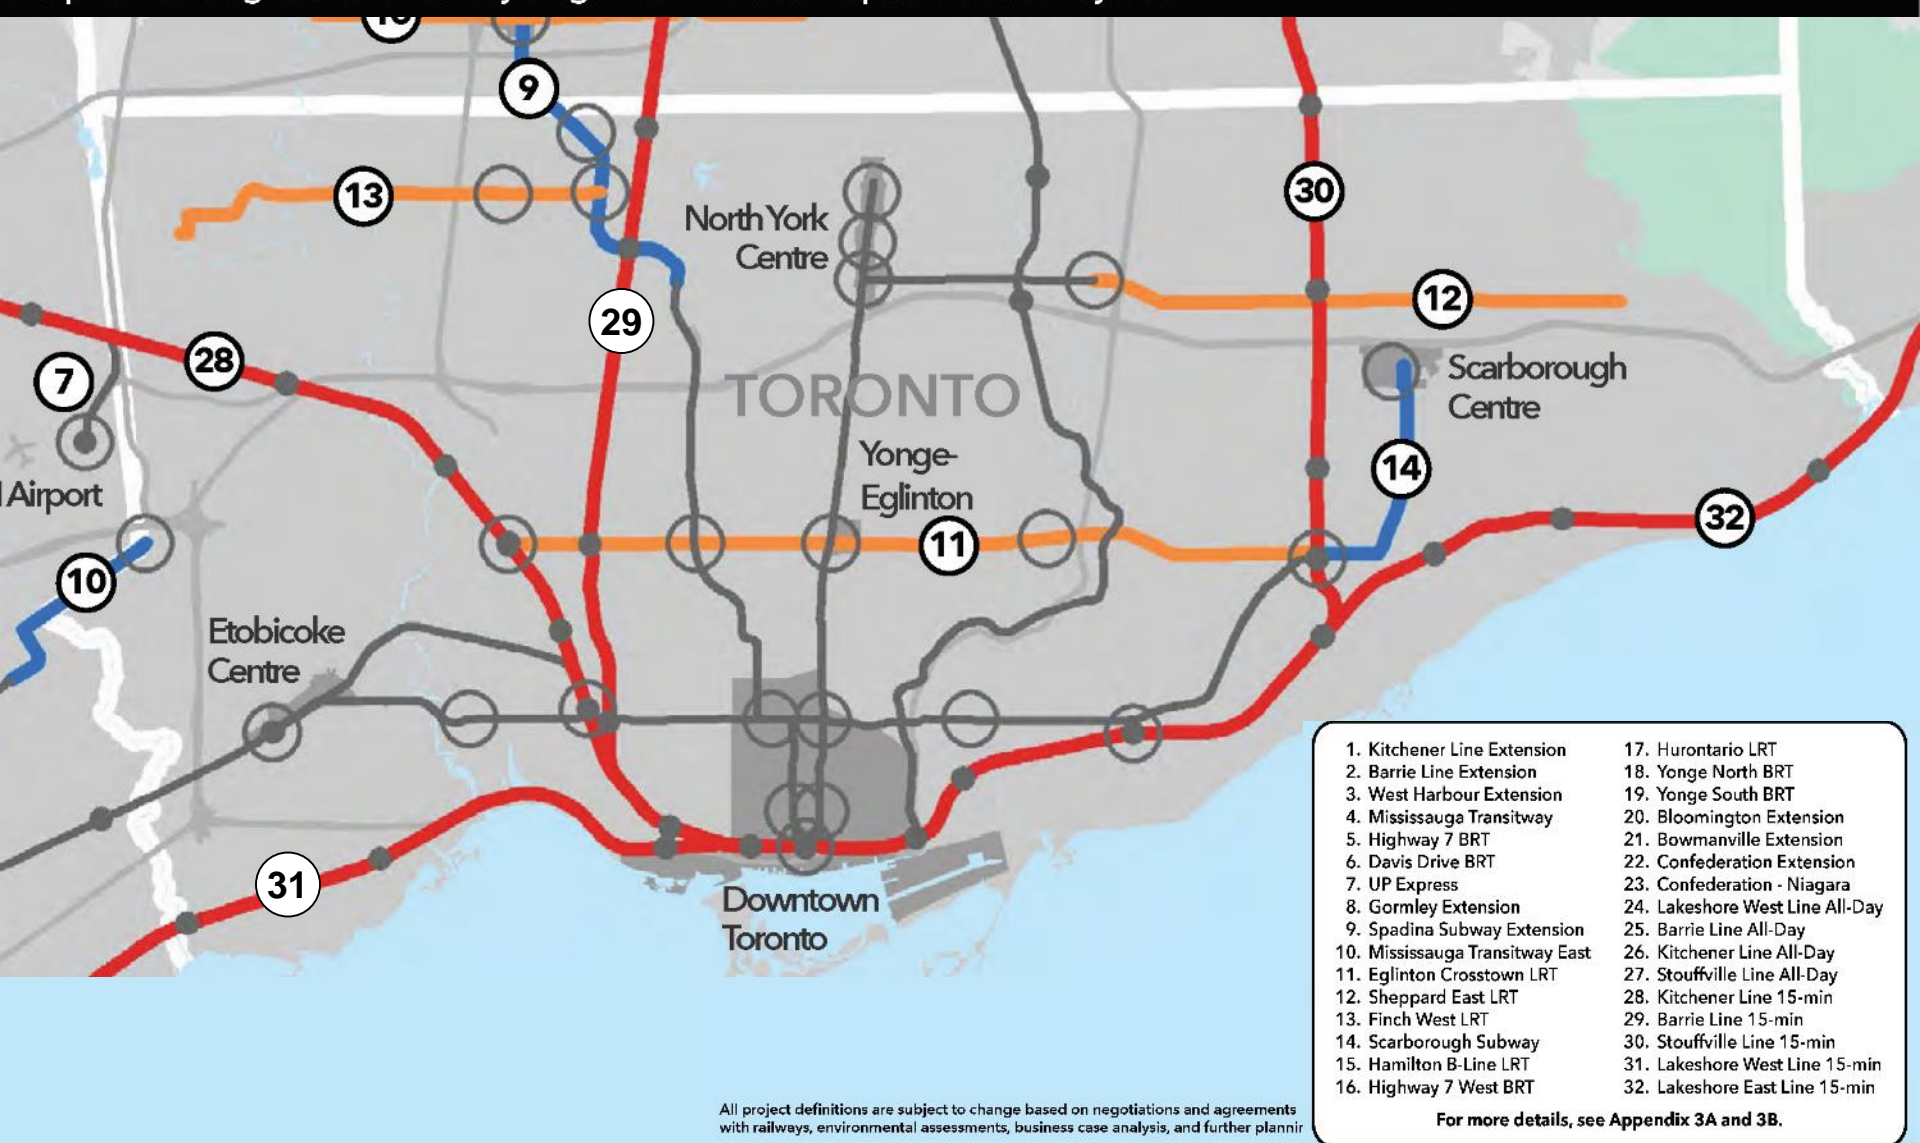 9
13
North York
Centre
30
12
29
28
7
TORONTO
Scarborough
Centre
Yonge-
Eglinton
14
Airport
11
32
10
Etobicoke
Centre
31
Downtown
Toronto
1. Kitchener Line Extension
2. Barrie Line Extension
3. West Harbour Extension
4. Mississauga Transitway
5. Highway 7 BRT
6. Davis Drive BRT
7. UP Express
8. Gormley Extension
9. Spadina Subway Extension
10. Mississauga Transitway East
11. Eglinton Crosstown LRT
12. Sheppard East LRT
13. Finch West LRT
14. Scarborough Subway
15. Hamilton B-Line LRT
16. Highway 7 West BRT
17. Hurontario LRT
18. Yonge North BRT
19. Yonge South BRT
20. Bloomington Extension
21. Bowmanville Extension
22. Confederation Extension
23. Confederation - Niagara
24. Lakeshore West Line All-Day
25. Barrie Line All-Day
26. Kitchener Line All-Day
27. Stouffville Line All-Day
28. Kitchener Line 15-min
29. Barrie Line 15-min
30. Stouffville Line 15-min
31. Lakeshore West Line 15-min
32. Lakeshore East Line 15-min
For more details, see Appendix 3A and 3B.
All project definitions are subject to change based on negotiations and agreements
with railways, environmental assessments, business case analysis, and further plannin